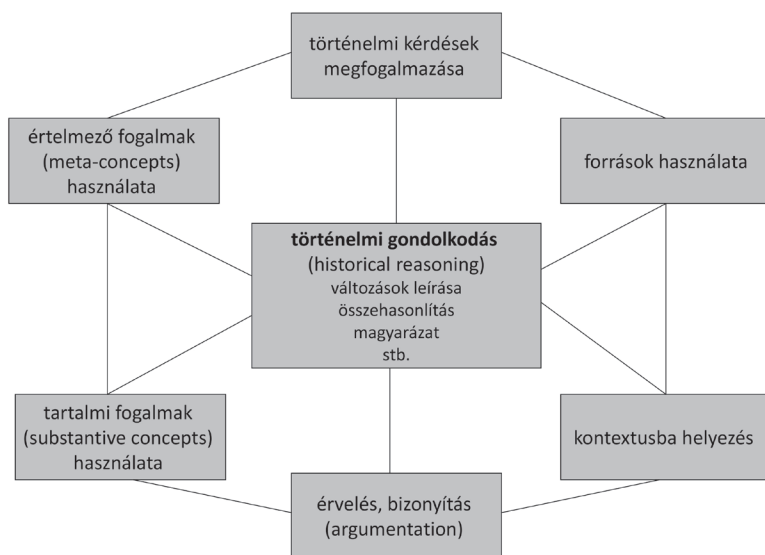 történelmi kérdések
megfogalmazása
értelmező fogalmak
(meta-concepts)
használata
források használata
történelmi gondolkodás
(historical reasoning)
változások leírása
összehasonlítás
magyarázat
stb.
tartalmi fogalmak
(substantive concepts)
használata
kontextusba helyezés
érvelés, bizonyítás
(argumentation)